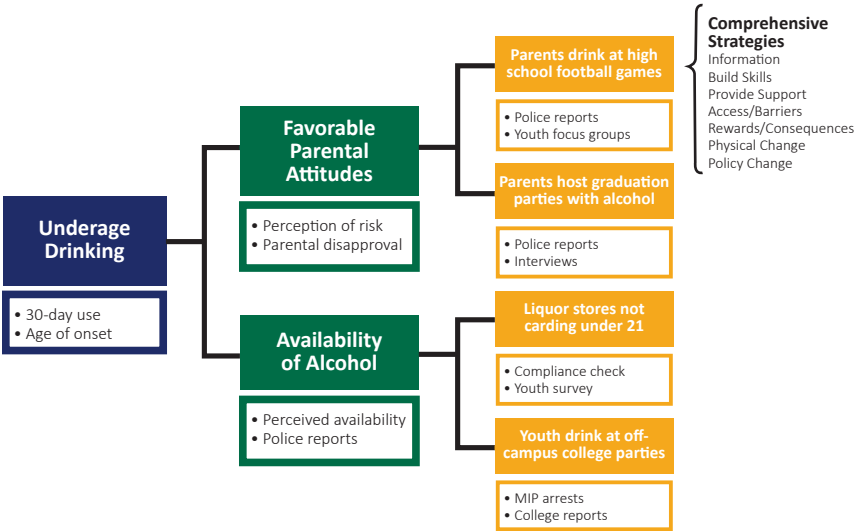 Underage
Drinking
• 30-day use
• Age of onset
Favorable
Parental
Attitudes
• Perception of risk
• Parental disapproval
Availability
of Alcohol
• Perceived availability
• Police reports
Parents drink at high
school football games
• Police reports
• Youth focus groups
Parents host graduation
parties with alcohol
• Police reports
• Interviews
Liquor stores not
carding under 21
• Compliance check
• Youth survey
Youth drink at off-
campus college parties
• MIP arrests
• College reports
Comprehensive
Strategies
Information
Build Skills
Provide Support
Access/Barriers
Rewards/Consequences
Physical Change
Policy Change